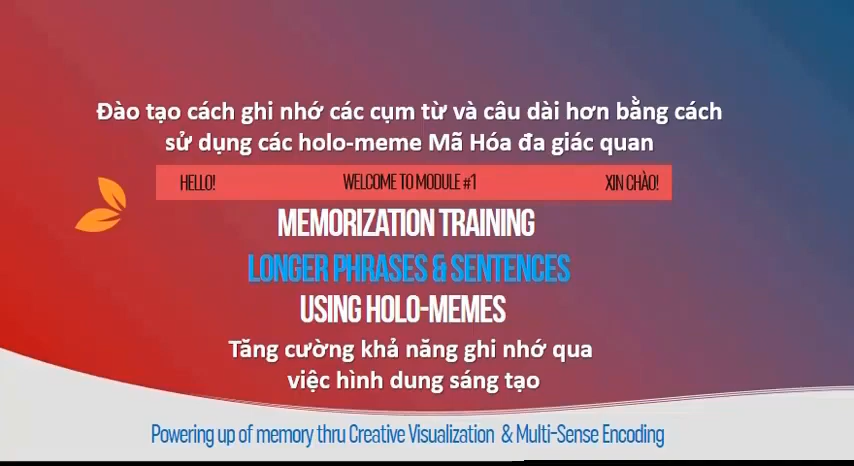 Đào tạo cách ghi nhớ các cụm từ và câu dài hơn bằng cách
sử dụng các holo-meme Mã Hóa đa giác quan
HELLO! WELCOME TO MODULE #1 XIN CHÀO!
MEMORIZATION TRAINING
LONGER PHRASES & SENTENCES
USING HOLO-MEMES
Tăng cường khả năng ghi nhớ qua
việc hình dung sáng tạo
Powering up of memory thru Creative Visualization & Multi-Sense Encoding